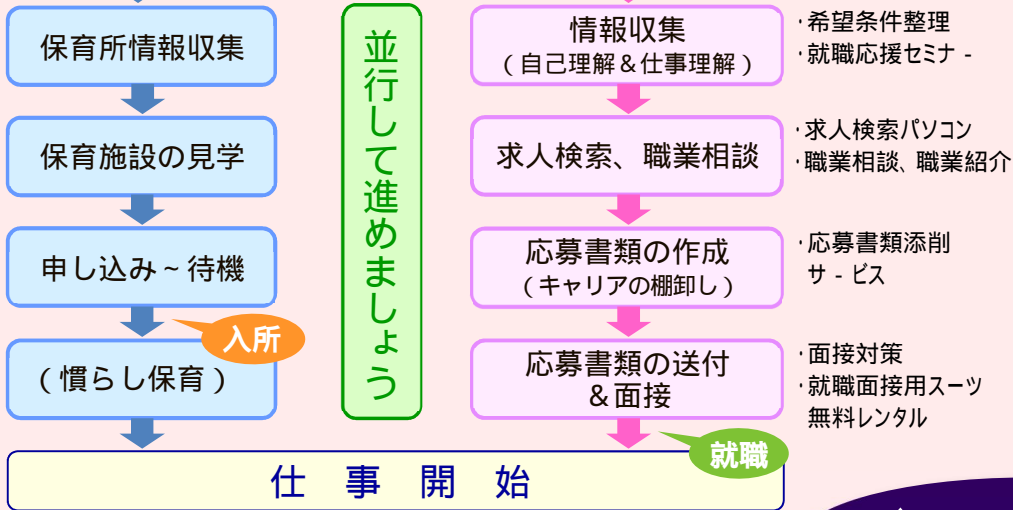 保育所情報収集
保育施設の見学
申し込み~待機
入所
(慣らし保育)
並行して進めましょう
情報収集
(自己理解&仕事理解)
・希望条件整理
・就職応援セミナ-
求人検索、職業相談
・求人検索パソコン
・職業相談、職業紹介
応募書類の作成
(キャリアの棚卸し)
・応募書類添削
サ-ビス
応募書類の送付
&面接
・面接対策
・就職面接用スーツ
無料レンタル
就職
仕事開始